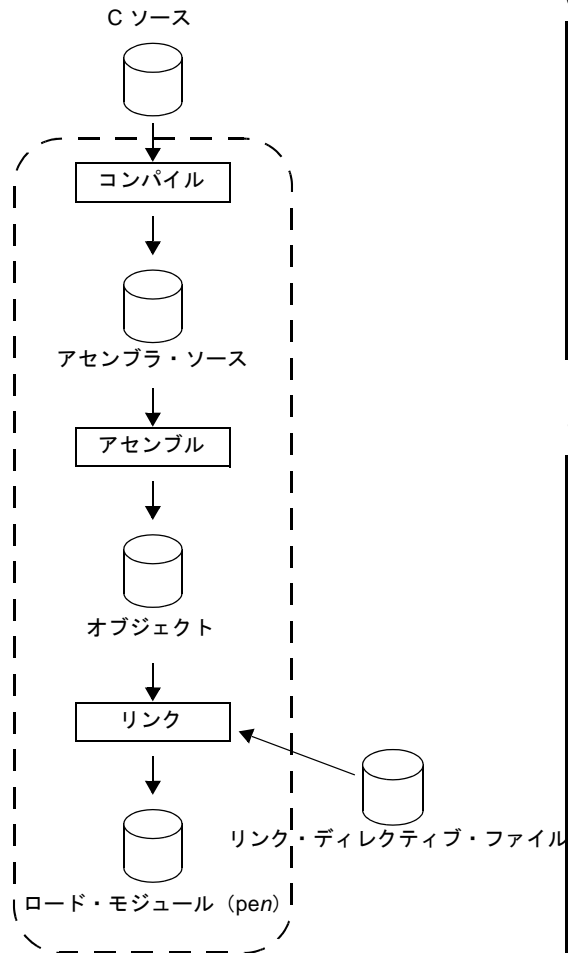 C ソース
コンパイル
アセンブラ・ソース
アセンブル
オブジェクト
リンク
リンク・ディレクティブ・ファイル
ロード・モジュール（pen）